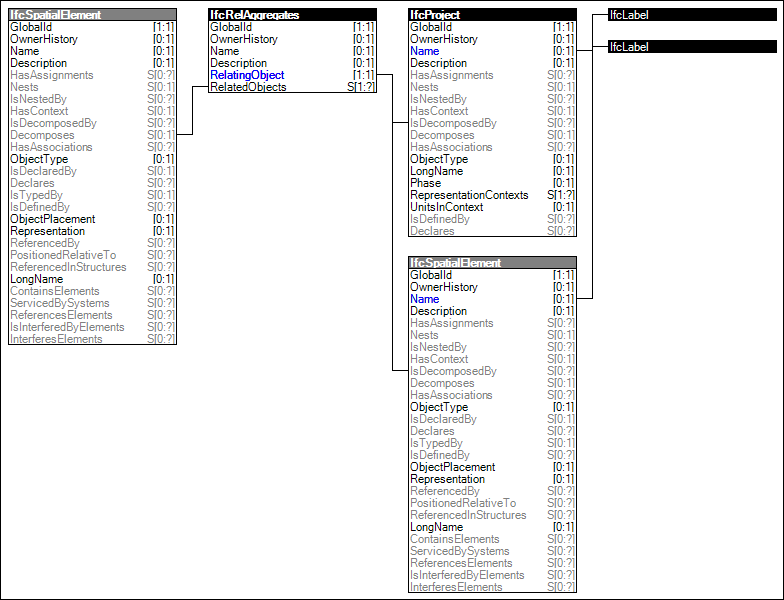 IfcSpatialElement
GlobalId [1:1]
OwnerHistory [0:1]
Name [0:1]
Description [0:1]
HasAssignments S[0:?]
Nests S[0:1]
IsNestedBy S[0:?]
HasContext S[0:1]
IsDecomposedBy S[0:?]
Decomposes S[0:1]
HasAssociations S[0:?]
ObjectType [0:1]
IsDeclaredBy S[0:1]
Declares S[0:?]
IsTypedBy S[0:1]
IsDefinedBy S[0:?]
ObjectPlacement [0:1]
Representation [0:1]
ReferencedBy S[0:?]
PositionedRelativeTo S[0:?]
ReferencedInStructures S[0:?]
LongName [0:1]
ContainsElements S[0:?]
ServicedBySystems S[0:?]
ReferencesElements S[0:?]
IsInterferedByElements S[0:?]
InterferesElements S[0:?]
IfcRelAggregates
GlobalId [1:1]
OwnerHistory [0:1]
Name [0:1]
Description [0:1]
RelatingObject [1:1]
RelatedObjects S[1:?]
IfcProject
GlobalId [1:1]
OwnerHistory [0:1]
Name [0:1]
Description [0:1]
HasAssignments S[0:?]
Nests S[0:1]
IsNestedBy S[0:?]
HasContext S[0:1]
IsDecomposedBy S[0:?]
Decomposes S[0:1]
HasAssociations S[0:?]
ObjectType [0:1]
LongName [0:1]
Phase [0:1]
RepresentationContexts S[1:?]
UnitsInContext [0:1]
IsDefinedBy S[0:?]
Declares S[0:?]
IfcSpatialElement
GlobalId [1:1]
OwnerHistory [0:1]
Name [0:1]
Description [0:1]
HasAssignments S[0:?]
Nests S[0:1]
IsNestedBy S[0:?]
HasContext S[0:1]
IsDecomposedBy S[0:?]
Decomposes S[0:1]
HasAssociations S[0:?]
ObjectType [0:1]
IsDeclaredBy S[0:1]
Declares S[0:?]
IsTypedBy S[0:1]
IsDefinedBy S[0:?]
ObjectPlacement [0:1]
Representation [0:1]
ReferencedBy S[0:?]
PositionedRelativeTo S[0:?]
ReferencedInStructures S[0:?]
LongName [0:1]
ContainsElements S[0:?]
ServicedBySystems S[0:?]
ReferencesElements S[0:?]
IsInterferedByElements S[0:?]
InterferesElements S[0:?]
IfcLabel
IfcLabel